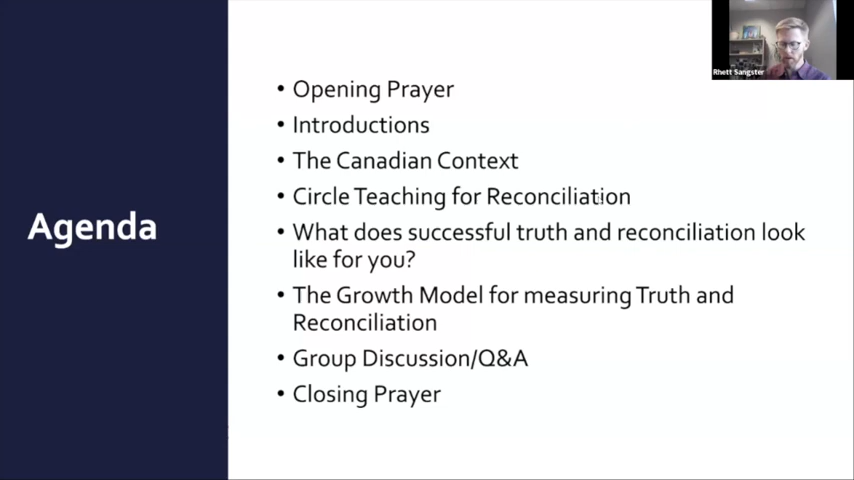 Rhett Sangster
Agenda
• Opening Prayer
• Introductions
• The Canadian Context
• Circle Teaching for Reconciliation
• What does successful truth and reconciliation look
like for you?
• The Growth Model for measuring Truth and
Reconciliation
• Group Discussion/Q&A
• Closing Prayer